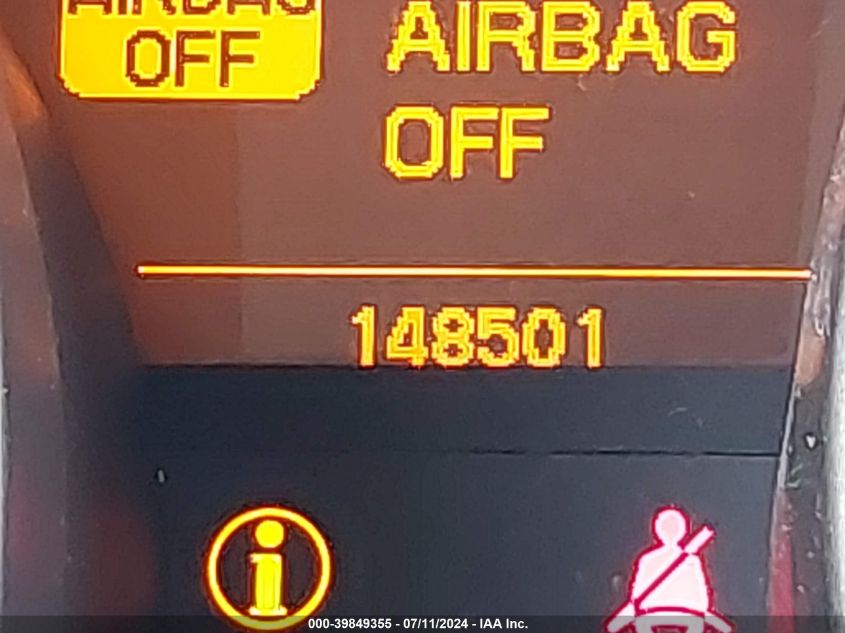 AIRBAG
OFF
AIRBAG
OFF
148501
i
000-39849355 - 07/11/2024 - IAA Inc.